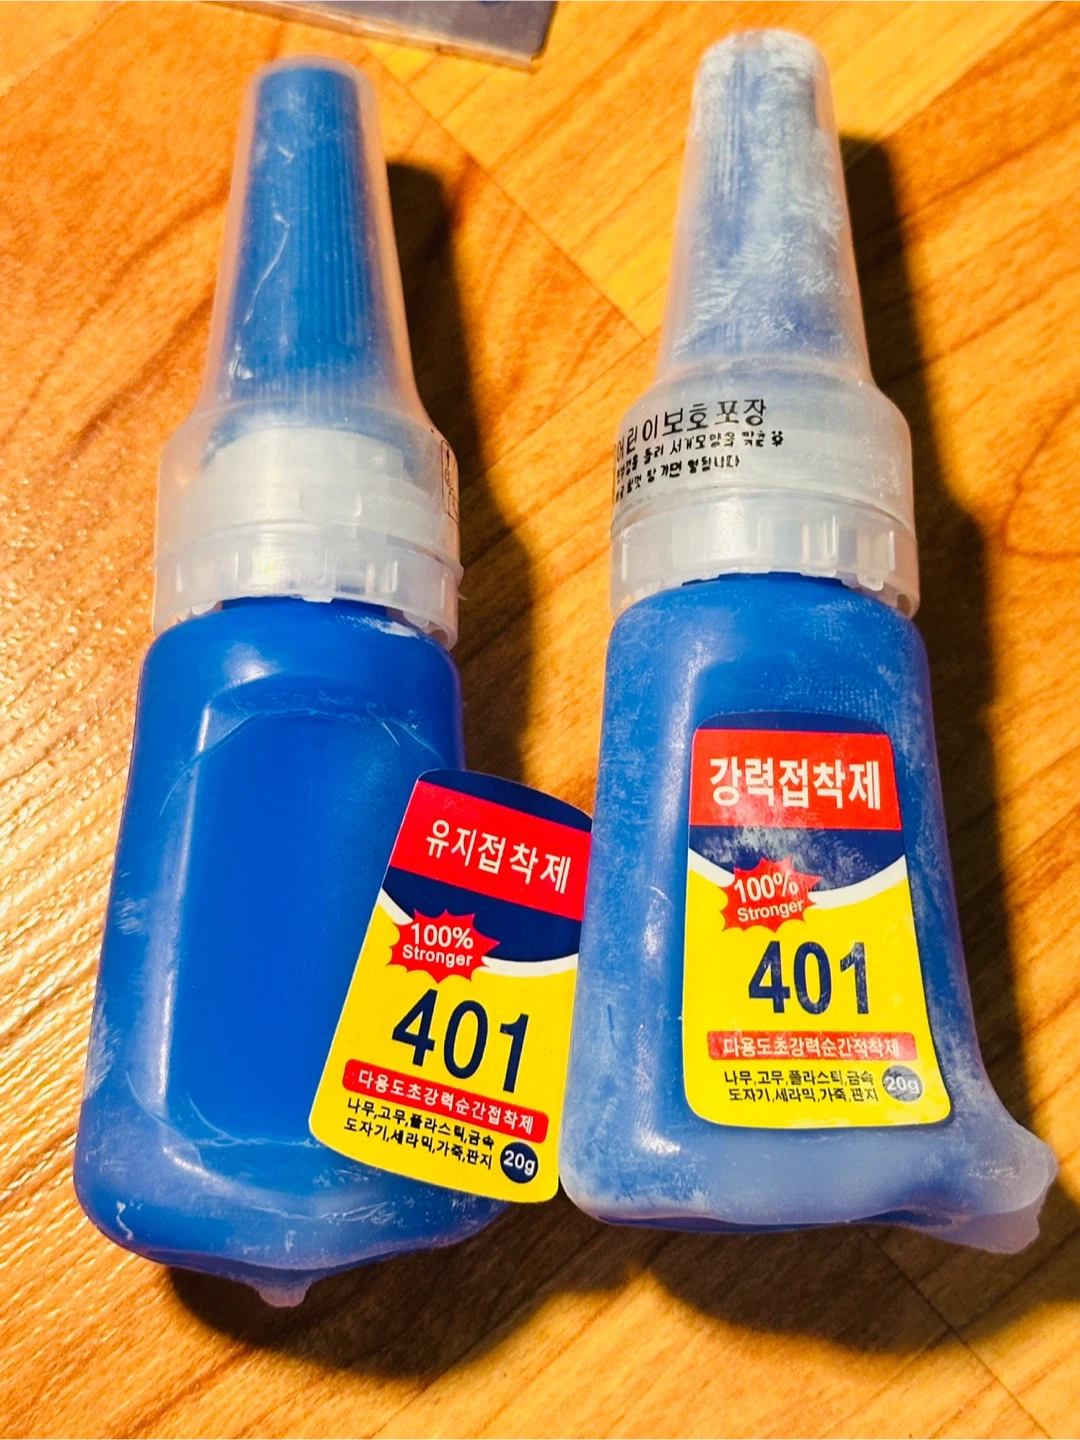 어린이보호포장
유지접착제
100%
Stronger
401
다용도초강력순간접착제
나무,고무,플라스틱,금속
도자기,세라믹,가죽,판지
20g
강력접착제
100%
Stronger
401
다용도초강력순간적착제
나무,고무,플라스틱,금속
도자기,세라믹,가죽,판지
20g